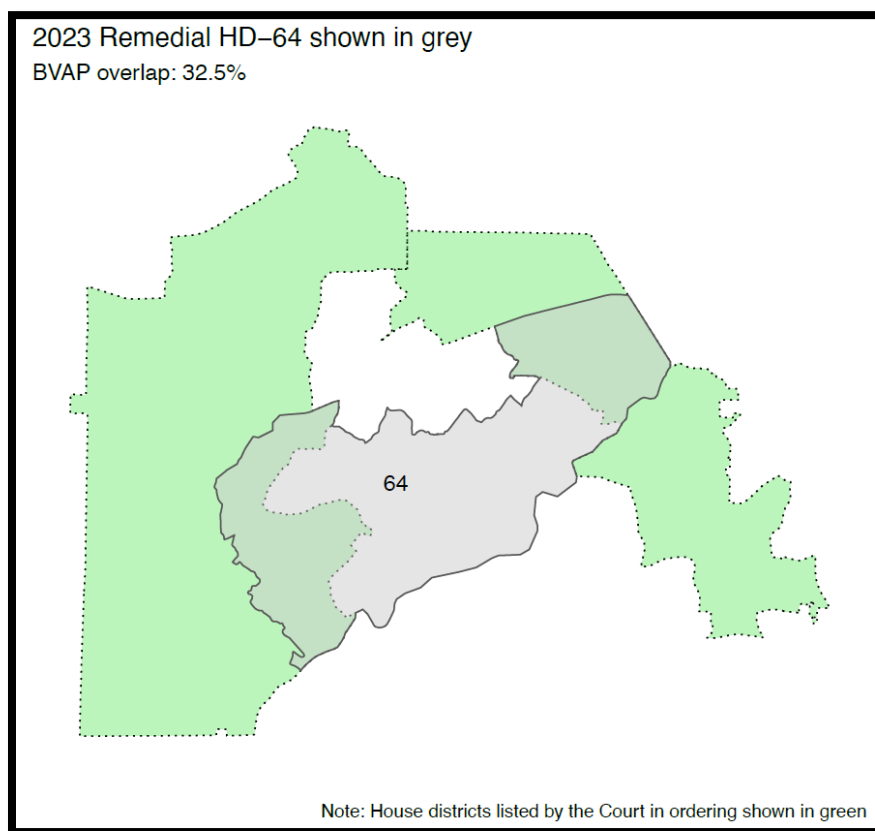 2023 Remedial HD−64 shown in grey
BVAP overlap: 32.5%
64
Note: House districts listed by the Court in ordering shown in green